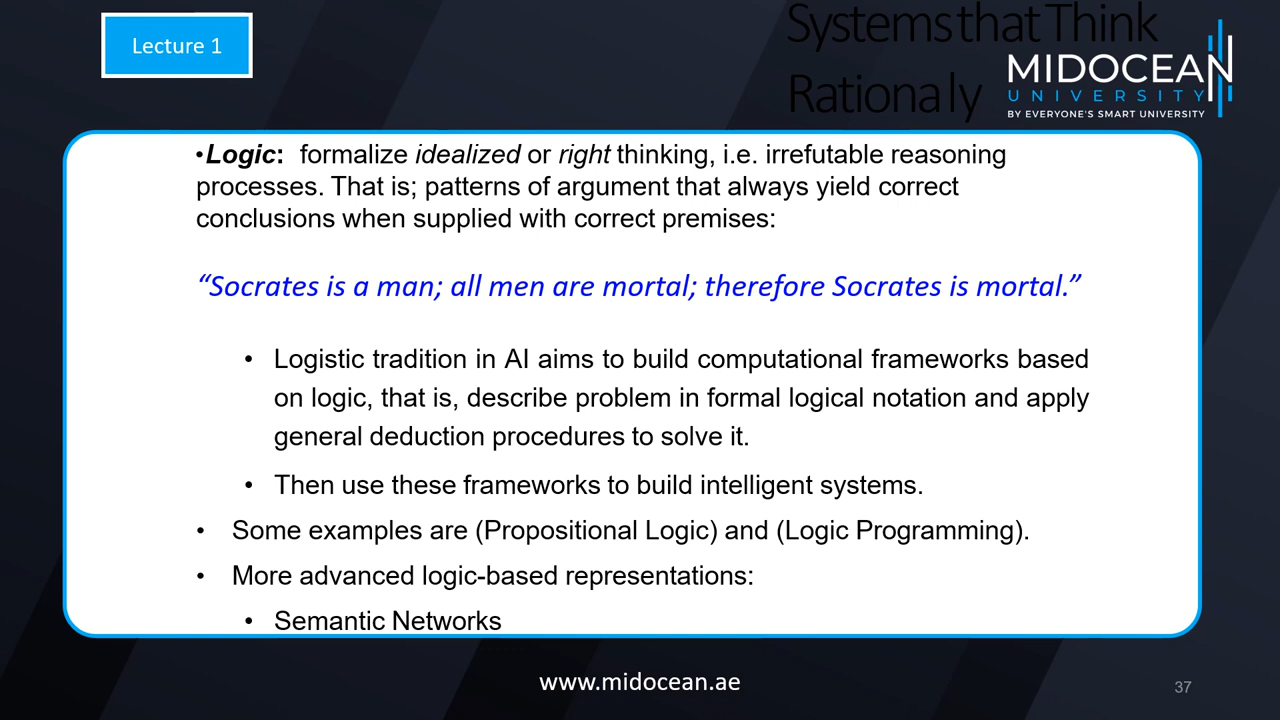 Lecture 1
Systems that Think
Rationaly
MIDOCEAN
UNIVERSITY
BY EVERYONE'S SMART UNIVERSITY
•Logic: formalize idealized or right thinking, i.e. irrefutable reasoning
processes. That is; patterns of argument that always yield correct
conclusions when supplied with correct premises:
“Socrates is a man; all men are mortal; therefore Socrates is mortal.”
• Logistic tradition in AI aims to build computational frameworks based
on logic, that is, describe problem in formal logical notation and apply
general deduction procedures to solve it.
• Then use these frameworks to build intelligent systems.
• Some examples are (Propositional Logic) and (Logic Programming).
• More advanced logic-based representations:
• Semantic Networks
www.midocean.ae
37